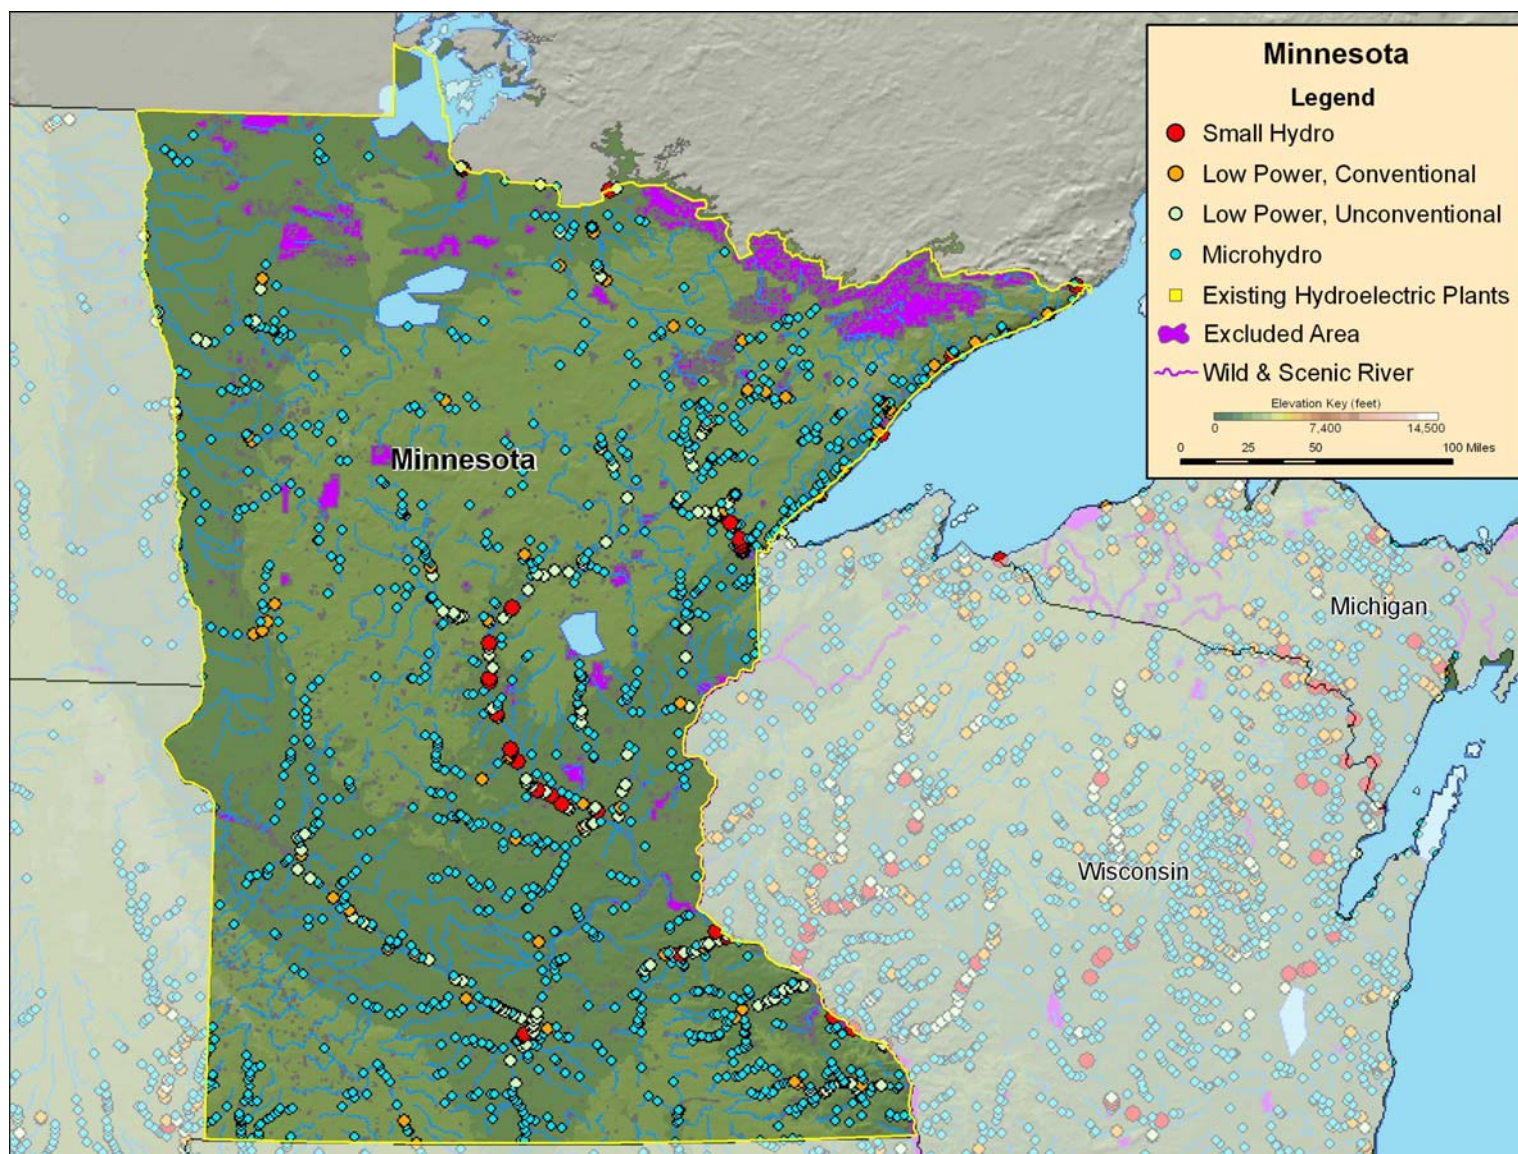 Minnesota
Legend
Small Hydro
Low Power, Conventional
Low Power, Unconventional
Microhydro
Existing Hydroelectric Plants
Excluded Area
Wild & Scenic River
Elevation Key (feet)
0 7,400 14,500
0 25 50 100 Miles
Minnesota
Michigan
Wisconsin